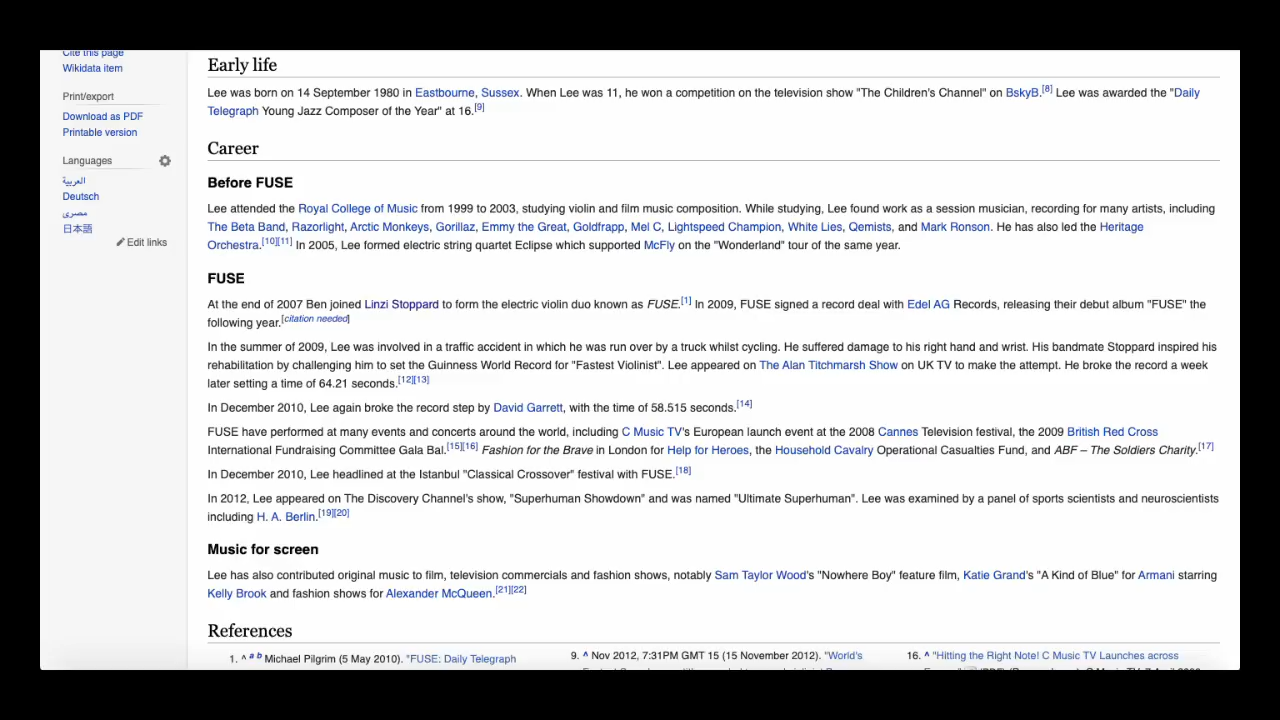 Cite this page
Wikidata item
Print/export
Download as PDF
Printable version
Languages
العربية
Deutsch
مصرى
日本語
Edit links
Early life
Lee was born on 14 September 1980 in Eastbourne, Sussex. When Lee was 11, he won a competition on the television show "The Children's Channel" on BskyB.[8] Lee was awarded the "Daily
Telegraph Young Jazz Composer of the Year" at 16.[9]
Career
Before FUSE
Lee attended the Royal College of Music from 1999 to 2003, studying violin and film music composition. While studying, Lee found work as a session musician, recording for many artists, including
The Beta Band, Razorlight, Arctic Monkeys, Gorillaz, Emmy the Great, Goldfrapp, Mel C, Lightspeed Champion, White Lies, Qemists, and Mark Ronson. He has also led the Heritage
Orchestra.[10][11] In 2005, Lee formed electric string quartet Eclipse which supported McFly on the "Wonderland" tour of the same year.
FUSE
At the end of 2007 Ben joined Linzi Stoppard to form the electric violin duo known as FUSE.[1] In 2009, FUSE signed a record deal with Edel AG Records, releasing their debut album "FUSE" the
following year.[citation needed]
In the summer of 2009, Lee was involved in a traffic accident in which he was run over by a truck whilst cycling. He suffered damage to his right hand and wrist. His bandmate Stoppard inspired his
rehabilitation by challenging him to set the Guinness World Record for "Fastest Violinist". Lee appeared on The Alan Titchmarsh Show on UK TV to make the attempt. He broke the record a week
later setting a time of 64.21 seconds.[12][13]
In December 2010, Lee again broke the record step by David Garrett, with the time of 58.515 seconds.[14]
FUSE have performed at many events and concerts around the world, including C Music TV's European launch event at the 2008 Cannes Television festival, the 2009 British Red Cross
International Fundraising Committee Gala Bal.[15][16] Fashion for the Brave in London for Help for Heroes, the Household Cavalry Operational Casualties Fund, and ABF – The Soldiers Charity.[17]
In December 2010, Lee headlined at the Istanbul "Classical Crossover" festival with FUSE.[18]
In 2012, Lee appeared on The Discovery Channel's show, "Superhuman Showdown" and was named "Ultimate Superhuman". Lee was examined by a panel of sports scientists and neuroscientists
including H. A. Berlin.[19][20]
Music for screen
Lee has also contributed original music to film, television commercials and fashion shows, notably Sam Taylor Wood's "Nowhere Boy" feature film, Katie Grand's "A Kind of Blue" for Armani starring
Kelly Brook and fashion shows for Alexander McQueen.[21][22]
References
1. ^ a b Michael Pilgrim (5 May 2010). "FUSE: Daily Telegraph
9. ^ Nov 2012, 7:31PM GMT 15 (15 November 2012). "World's
16. ^ "Hitting the Right Note! C Music TV Launches across